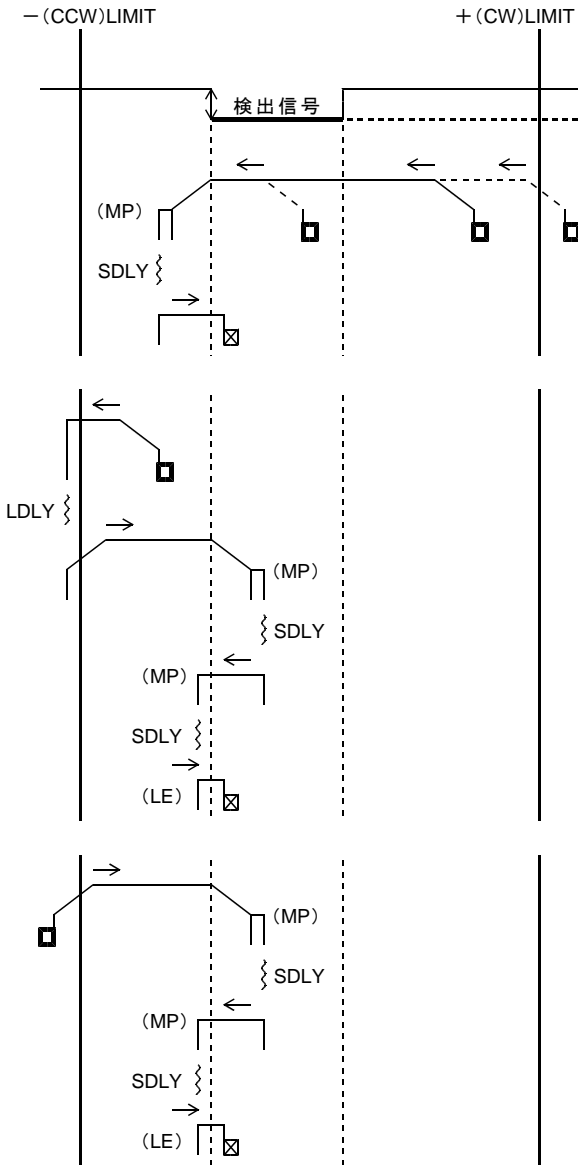 －(CCW)LIMIT
＋(CW)LIMIT
検出信号
(MP)
SDLY
LDLY
(MP)
SDLY
(MP)
SDLY
(LE)
(MP)
SDLY
(MP)
SDLY
(LE)